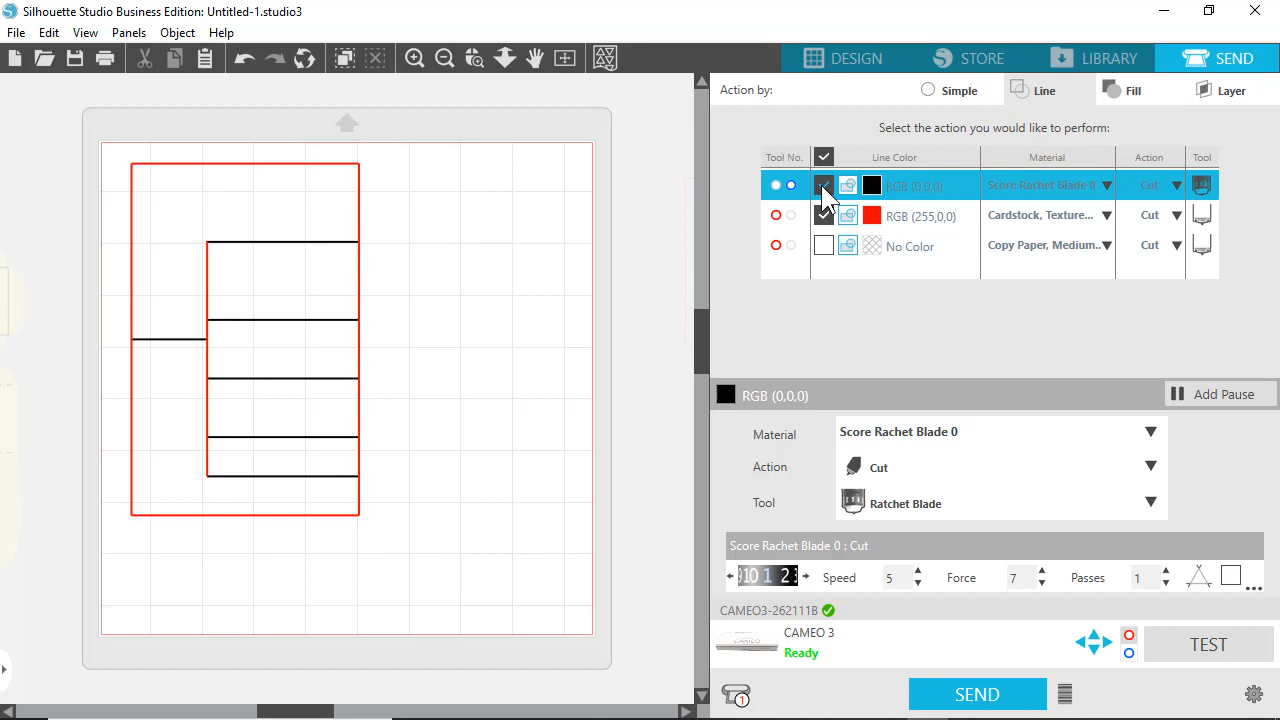 Silhouette Studio Business Edition: Untitled-1.studio3
File Edit View Panels Object Help
DESIGN STORE LIBRARY SEND
Action by: Simple Line Fill Layer
Select the action you would like to perform:
Tool No. Line Color Material Action Tool
RGB (0,0,0) Score Rachet Blade 0 Cut
RGB (255,0,0) Cardstock, Texture... Cut
No Color Copy Paper, Medium... Cut
RGB (0,0,0) Add Pause
Material Score Rachet Blade 0
Action Cut
Tool Ratchet Blade
Score Rachet Blade 0 : Cut
10 1 2 Speed 5 Force 7 Passes 1
CAMEO3-262111B
CAMEO 3
Ready
TEST
1 SEND